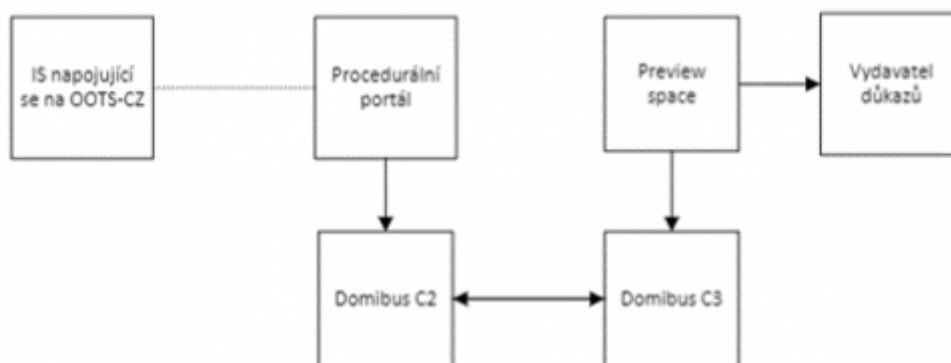 IS napojující
se na OOTS-CZ
Procedurální
portál
Preview
space
Vydavatel
důkazů
Domibus C2
Domibus C3